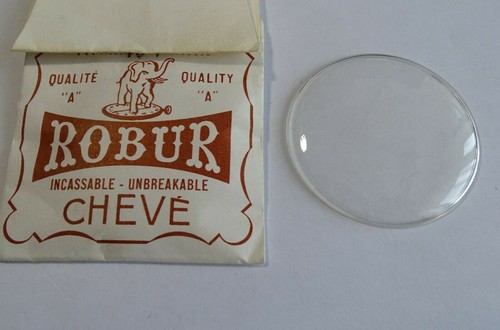 QUALITÉ QUALITY
"A" "A"
ROBUR
INCASSABLE - UNBREAKABLE
CHEVÉ